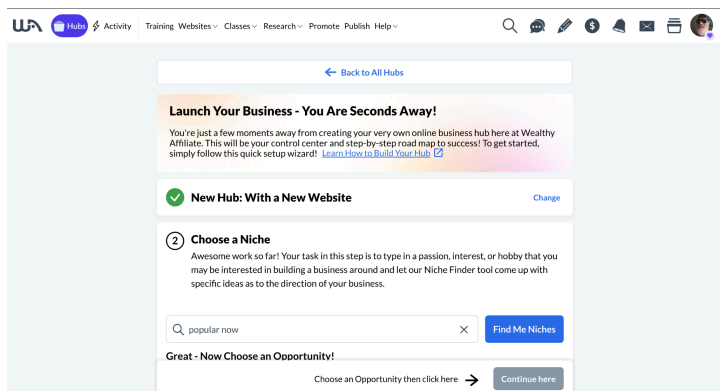 WA Hubs Activity Training Websites Classes Research Promote Publish Help
Back to All Hubs
Launch Your Business - You Are Seconds Away!
You're just a few moments away from creating your very own online business hub here at Wealthy
Affiliate. This will be your control center and step-by-step road map to success! To get started,
simply follow this quick setup wizard! Learn How to Build Your Hub
New Hub: With a New Website
Change
2 Choose a Niche
Awesome work so far! Your task in this step is to type in a passion, interest, or hobby that you
may be interested in building a business around and let our Niche Finder tool come up with
specific ideas as to the direction of your business.
popular now
Find Me Niches
Great - Now Choose an Opportunity!
Choose an Opportunity then click here
Continue here